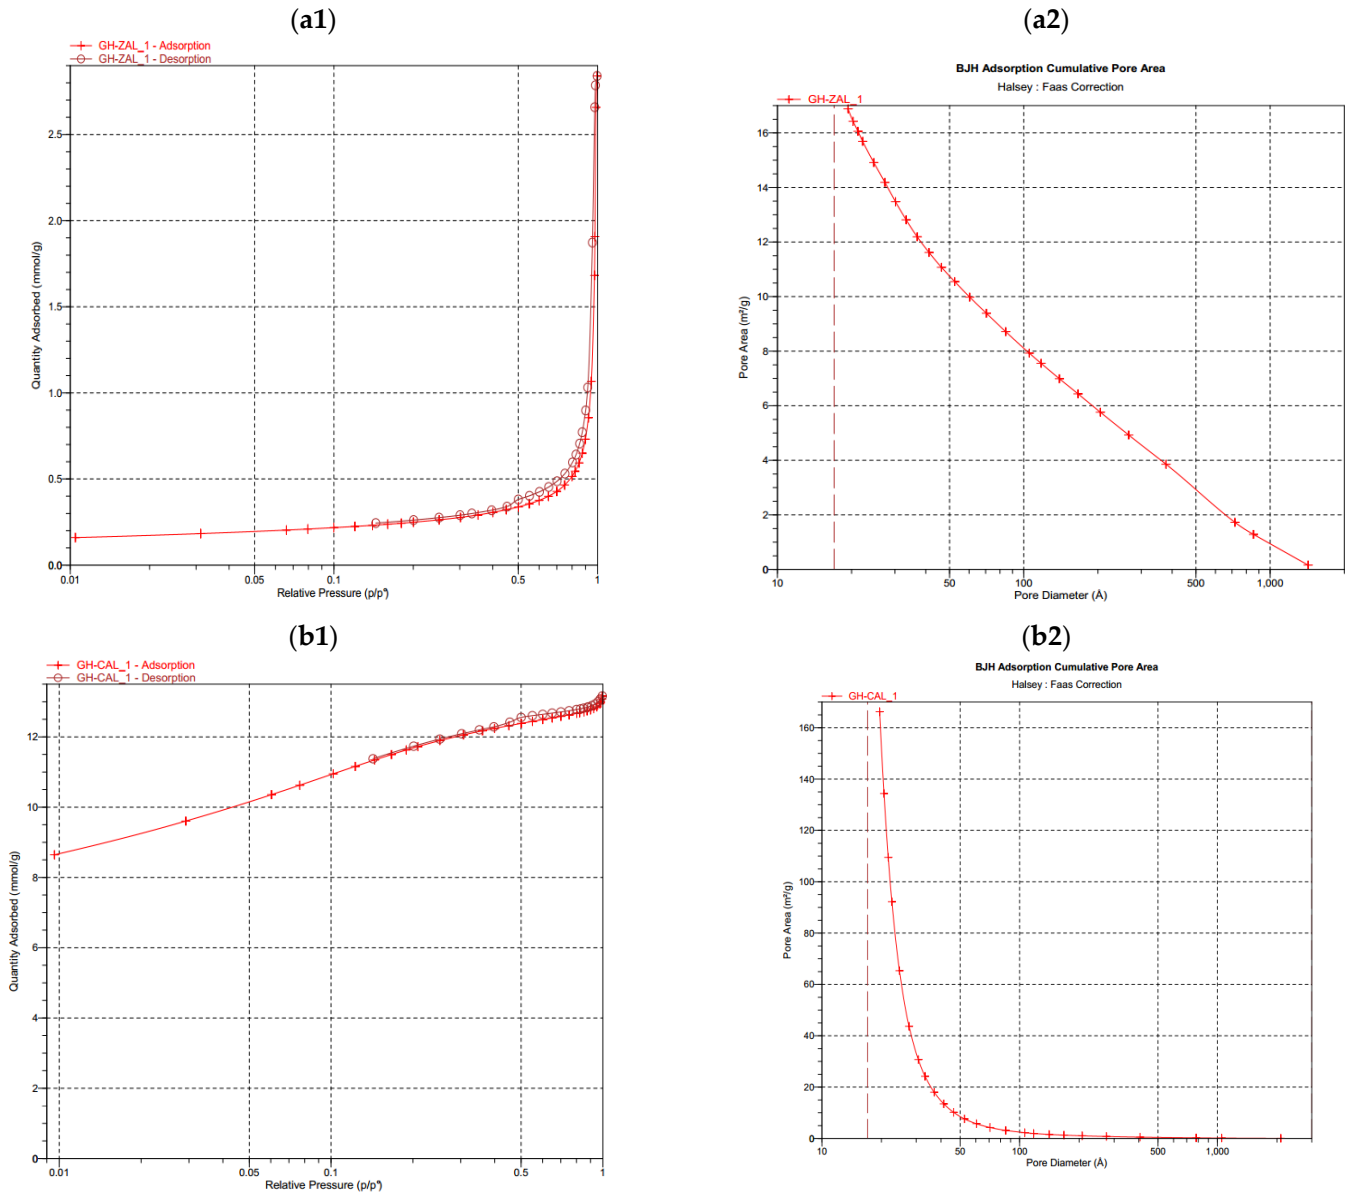 (a1)
GH-ZAL_1 - Adsorption
GH-ZAL_1 - Desorption
Quantity Adsorbed (mmol/g)
2.5
2.0
1.5
1.0
0.5
0.0
0.01
0.05
0.1
0.5
1
Relative Pressure (p/p°)
(a2)
BJH Adsorption Cumulative Pore Area
Halsey : Faas Correction
GH-ZAL_1
Pore Area (m²/g)
16
14
12
10
8
6
4
2
0
10
50
100
500
1,000
Pore Diameter (Å)
(b1)
GH-CAL_1 - Adsorption
GH-CAL_1 - Desorption
Quantity Adsorbed (mmol/g)
12
10
8
6
4
2
0
0.01
0.05
0.1
0.5
1
Relative Pressure (p/p°)
(b2)
BJH Adsorption Cumulative Pore Area
Halsey : Faas Correction
GH-CAL_1
Pore Area (m²/g)
160
140
120
100
80
60
40
20
0
10
50
100
500
1,000
Pore Diameter (Å)